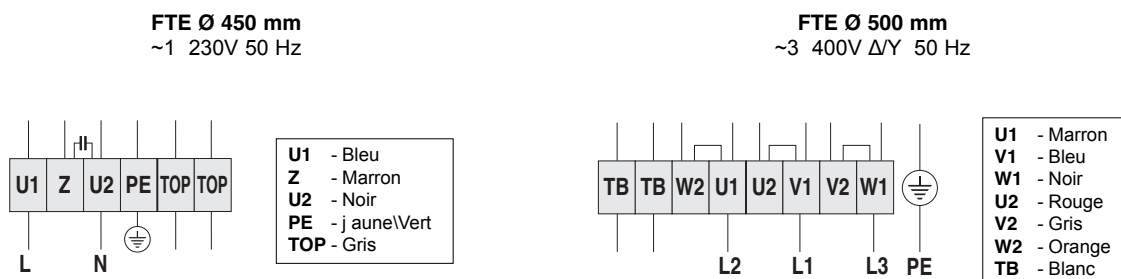 FTE Ø 450 mm
~1 230V 50 Hz
U1 Z U2 PE TOP TOP
L N
U1 - Bleu
Z - Marron
U2 - Noir
PE - j aune\Vert
TOP - Gris
FTE Ø 500 mm
~3 400V Δ/Y 50 Hz
TB TB W2 U1 U2 V1 V2 W1
L2 L1 L3 PE
U1 - Marron
V1 - Bleu
W1 - Noir
U2 - Rouge
V2 - Gris
W2 - Orange
TB - Blanc